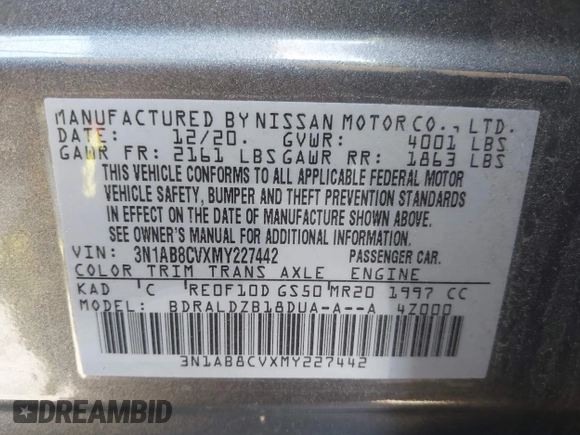 MANUFACTURED BY NISSAN MOTOR CO., LTD.
DATE: 12/20. GVWR: 4001 LBS
GAWR FR: 2161 LBS GAWR RR: 1863 LBS
THIS VEHICLE CONFORMS TO ALL APPLICABLE FEDERAL MOTOR
VEHICLE SAFETY, BUMPER AND THEFT PREVENTION STANDARDS
IN EFFECT ON THE DATE OF MANUFACTURE SHOWN ABOVE.
SEE OWNER'S MANUAL FOR ADDITIONAL INFORMATION.
VIN: 3N1AB8CVXMY227442 PASSENGER CAR.
COLOR TRIM TRANS AXLE ENGINE
KAD C RE0F10D GS50 MR20 1997 CC
MODEL: BDRALDZB18DUA-A--A 4Z000
3N1AB8CVXMY227442
DREAMBID